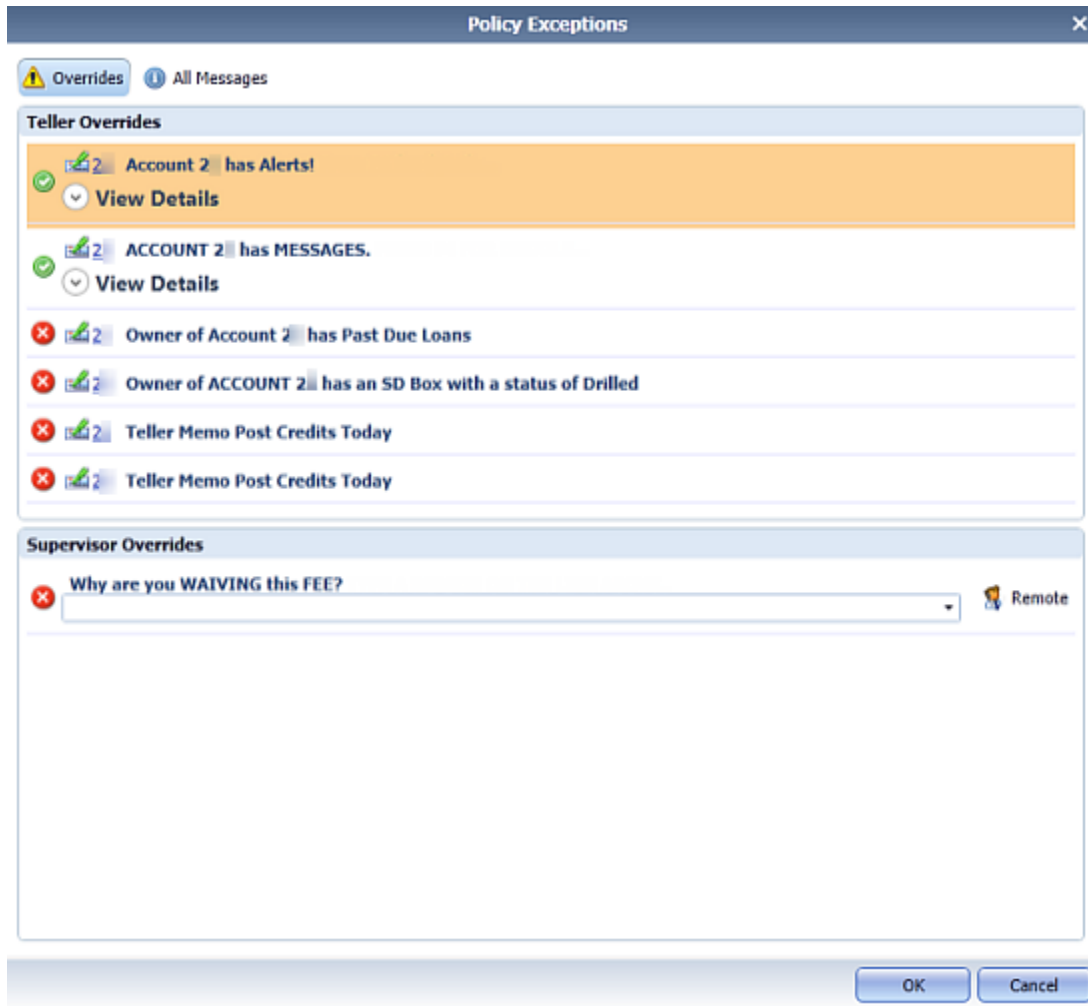 Policy Exceptions
Overrides All Messages
Teller Overrides
2 Account 2 has Alerts!
View Details
2 ACCOUNT 2 has MESSAGES.
View Details
2 Owner of Account 2 has Past Due Loans
2 Owner of ACCOUNT 2 has an SD Box with a status of Drilled
2 Teller Memo Post Credits Today
2 Teller Memo Post Credits Today
Supervisor Overrides
Why are you WAIVING this FEE?
Remote
OK Cancel